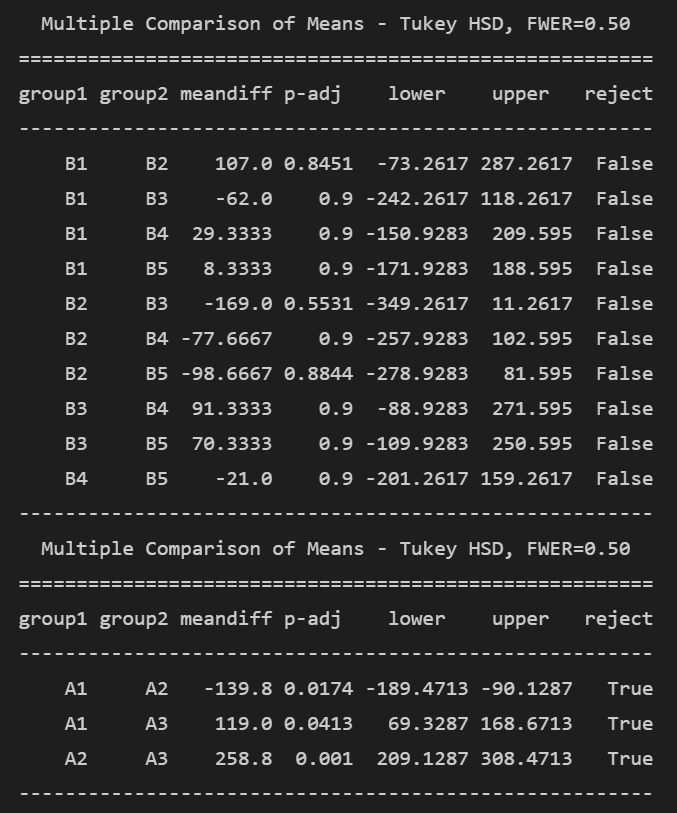 Multiple Comparison of Means - Tukey HSD, FWER=0.50
=======================================================
group1 group2 meandiff p-adj    lower    upper   reject
-------------------------------------------------------
    B1     B2    107.0 0.8451  -73.2617 287.2617  False
    B1     B3    -62.0    0.9 -242.2617 118.2617  False
    B1     B4  29.3333    0.9 -150.9283  209.595  False
    B1     B5   8.3333    0.9 -171.9283  188.595  False
    B2     B3   -169.0 0.5531 -349.2617  11.2617  False
    B2     B4 -77.6667    0.9 -257.9283  102.595  False
    B2     B5 -98.6667 0.8844 -278.9283   81.595  False
    B3     B4  91.3333    0.9  -88.9283  271.595  False
    B3     B5  70.3333    0.9 -109.9283  250.595  False
    B4     B5    -21.0    0.9 -201.2617 159.2617  False
-------------------------------------------------------
  Multiple Comparison of Means - Tukey HSD, FWER=0.50
=======================================================
group1 group2 meandiff p-adj    lower    upper   reject
-------------------------------------------------------
    A1     A2   -139.8 0.0174 -189.4713 -90.1287   True
    A1     A3    119.0 0.0413   69.3287 168.6713   True
    A2     A3    258.8  0.001  209.1287 308.4713   True
-------------------------------------------------------